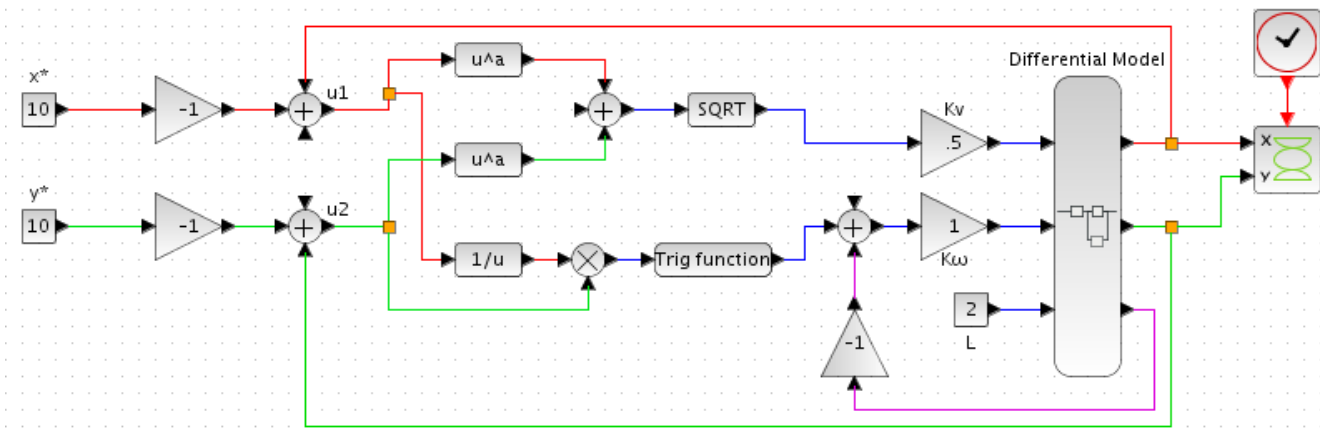 Differential Model
x*
10
-1
+
u1
u^a
+
SQRT
Kv
.5
X
Y
u^a
y*
10
-1
+
u2
1/u
Trig function
+
1
Kω
2
L
-1